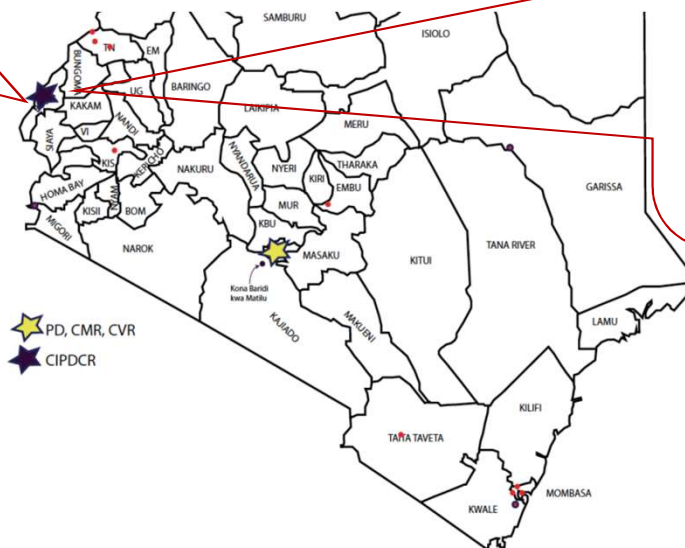 SAMBURU
ISIOLO
TN
EM
BUNGOM
UG
BARINGO
KAKAM
LAIKIPIA
NANDI
MERU
SIAYA
VI
KIS
KERICHO
NYANDARUA
NYERI
THARAKA
NAKURU
KIRI
EMBU
GARISSA
HOMA BAY
NYAM
KISII
BOM
MUR
MIGORI
KBU
NAROK
MASAKU
KITUI
TANA RIVER
Kona Baridi
kwa Matilu
KAJIADO
MAKUENI
LAMU
PD, CMR, CVR
CIPDCR
KILIFI
TAITA TAVETA
KWALE
MOMBASA